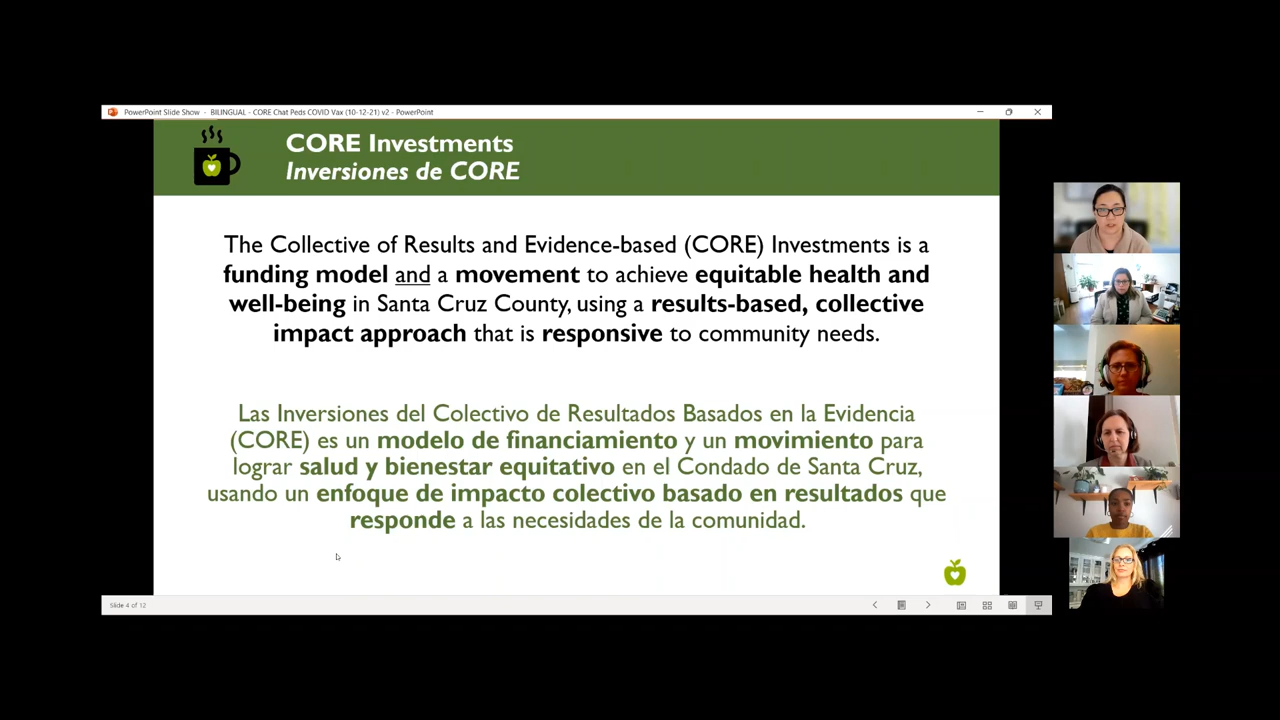 PowerPoint Slide Show - BILINGUAL - CORE Chat Peds COVID Vax (10-12-21) v2 - PowerPoint
CORE Investments
Inversiones de CORE
The Collective of Results and Evidence-based (CORE) Investments is a
funding model and a movement to achieve equitable health and
well-being in Santa Cruz County, using a results-based, collective
impact approach that is responsive to community needs.
Las Inversiones del Colectivo de Resultados Basados en la Evidencia
(CORE) es un modelo de financiamiento y un movimiento para
lograr salud y bienestar equitativo en el Condado de Santa Cruz,
usando un enfoque de impacto colectivo basado en resultados que
responde a las necesidades de la comunidad.
Slide 4 of 12